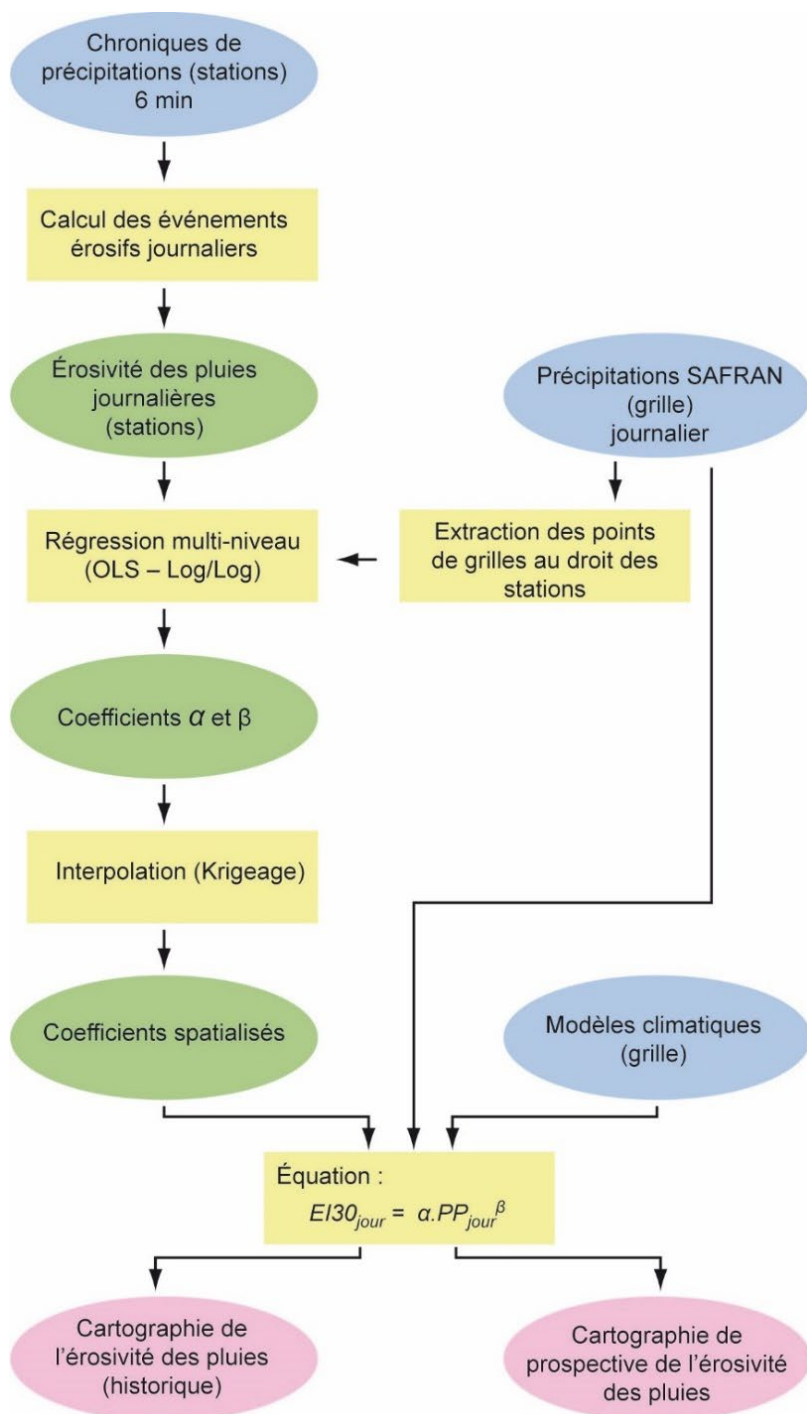 Chroniques de
précipitations (stations)
6 min
Calcul des événements
érosifs journaliers
Érosivité des pluies
journalières
(stations)
Précipitations SAFRAN
(grille)
journalier
Régression multi-niveau
(OLS – Log/Log)
Extraction des points
de grilles au droit des
stations
Coefficients α et β
Interpolation (Krigeage)
Coefficients spatialisés
Modèles climatiques
(grille)
Équation :
EI30jour = α.PPjour^β
Cartographie de
l'érosivité des pluies
(historique)
Cartographie de
prospective de l'érosivité
des pluies